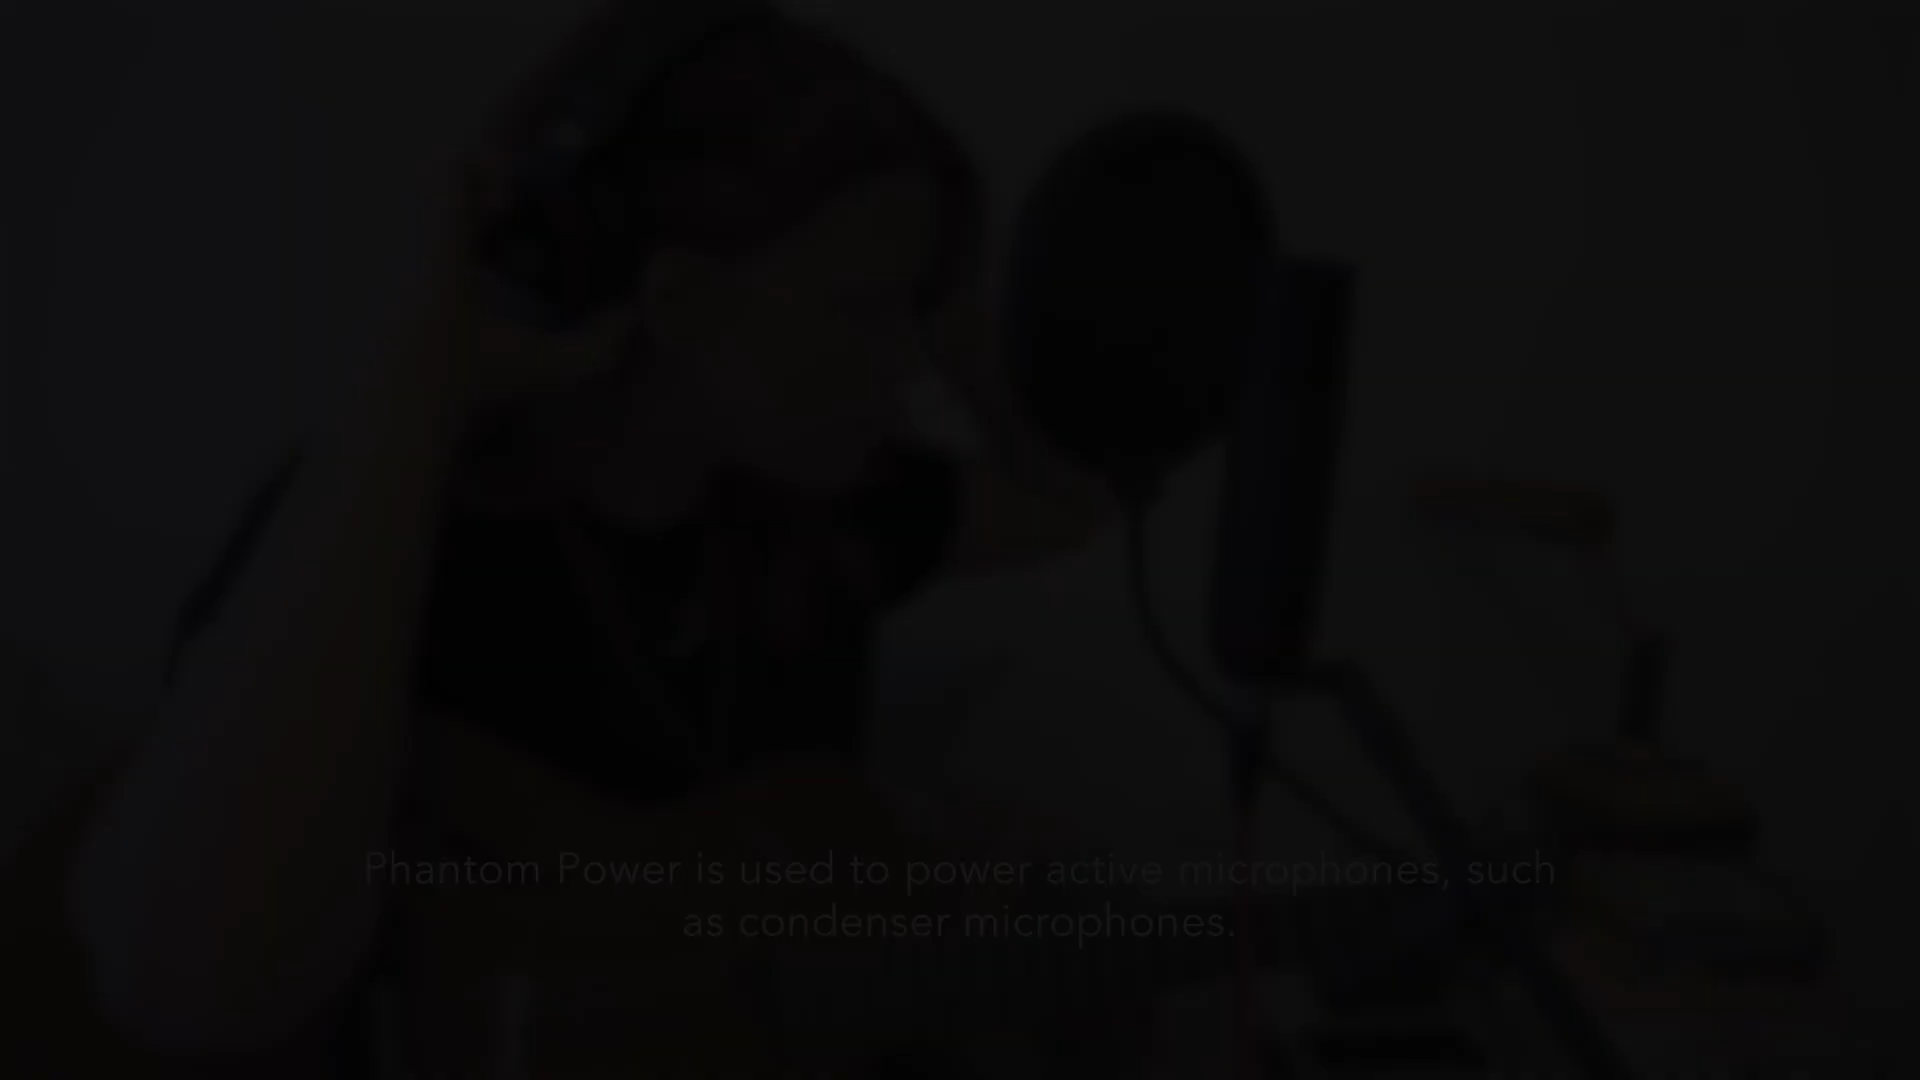 Phantom Power is used to power active microphones, such
as condenser microphones.